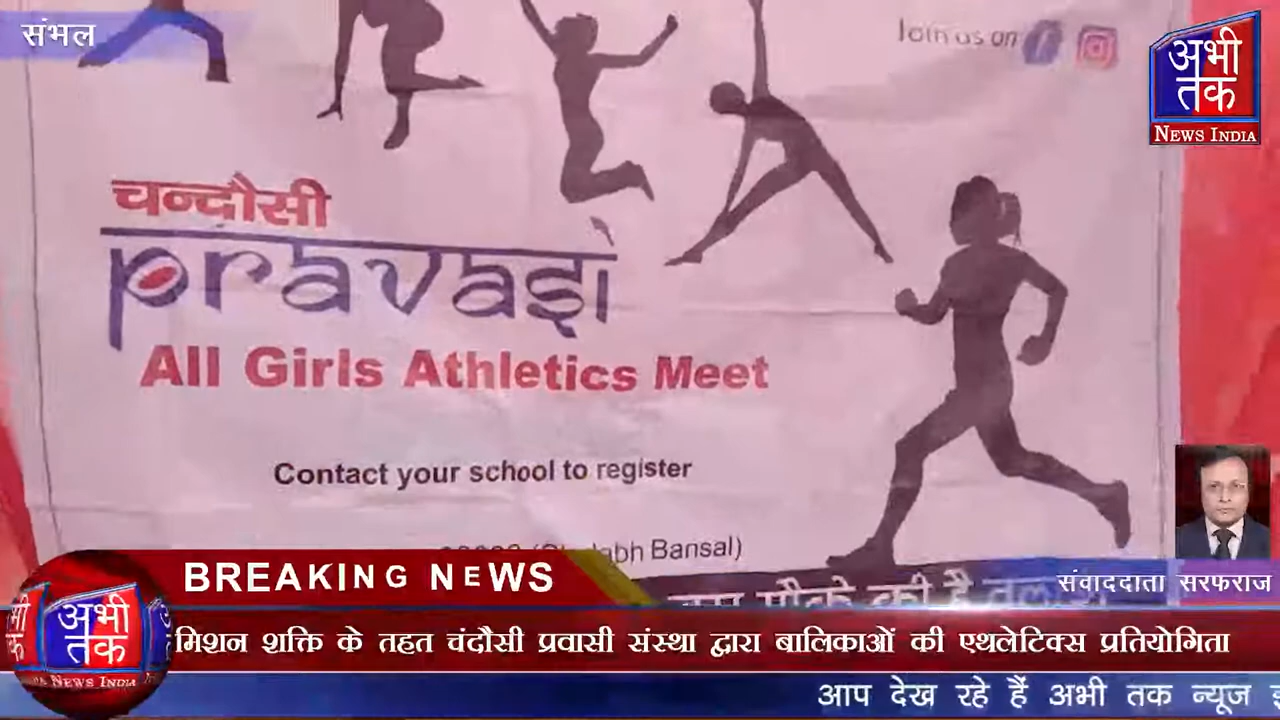 संभल
Join us on
अभी
तक
NEWS INDIA
चन्दौसी
pravasi
All Girls Athletics Meet
Contact your school to register
Bansal)
की है
संवाददाता सरफराज
BREAKING NEWS
अभी
तक
NEWS INDIA
मिशन शक्ति के तहत चंदौसी प्रवासी संस्था द्वारा बालिकाओं की एथलेटिक्स प्रतियोगिता
आप देख रहे हैं अभी तक न्यूज